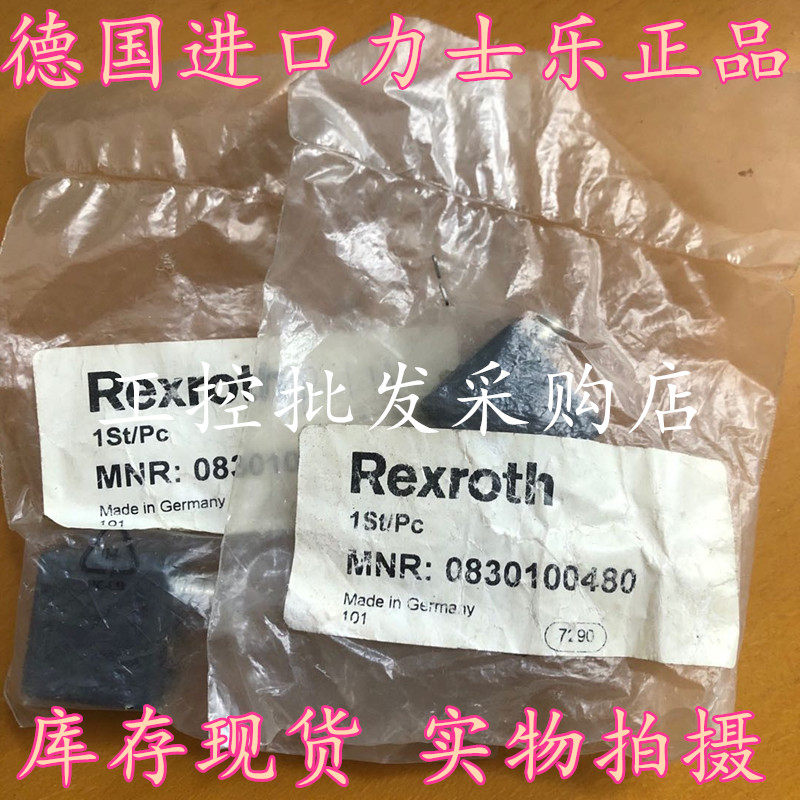 德国进口力士乐正品
Rexroth
1St/Pc
MNR: 083010
Made in Germany
101
工控批发采购店
Rexroth
1St/Pc
MNR: 0830100480
Made in Germany
101
7290
库存现货 实物拍摄